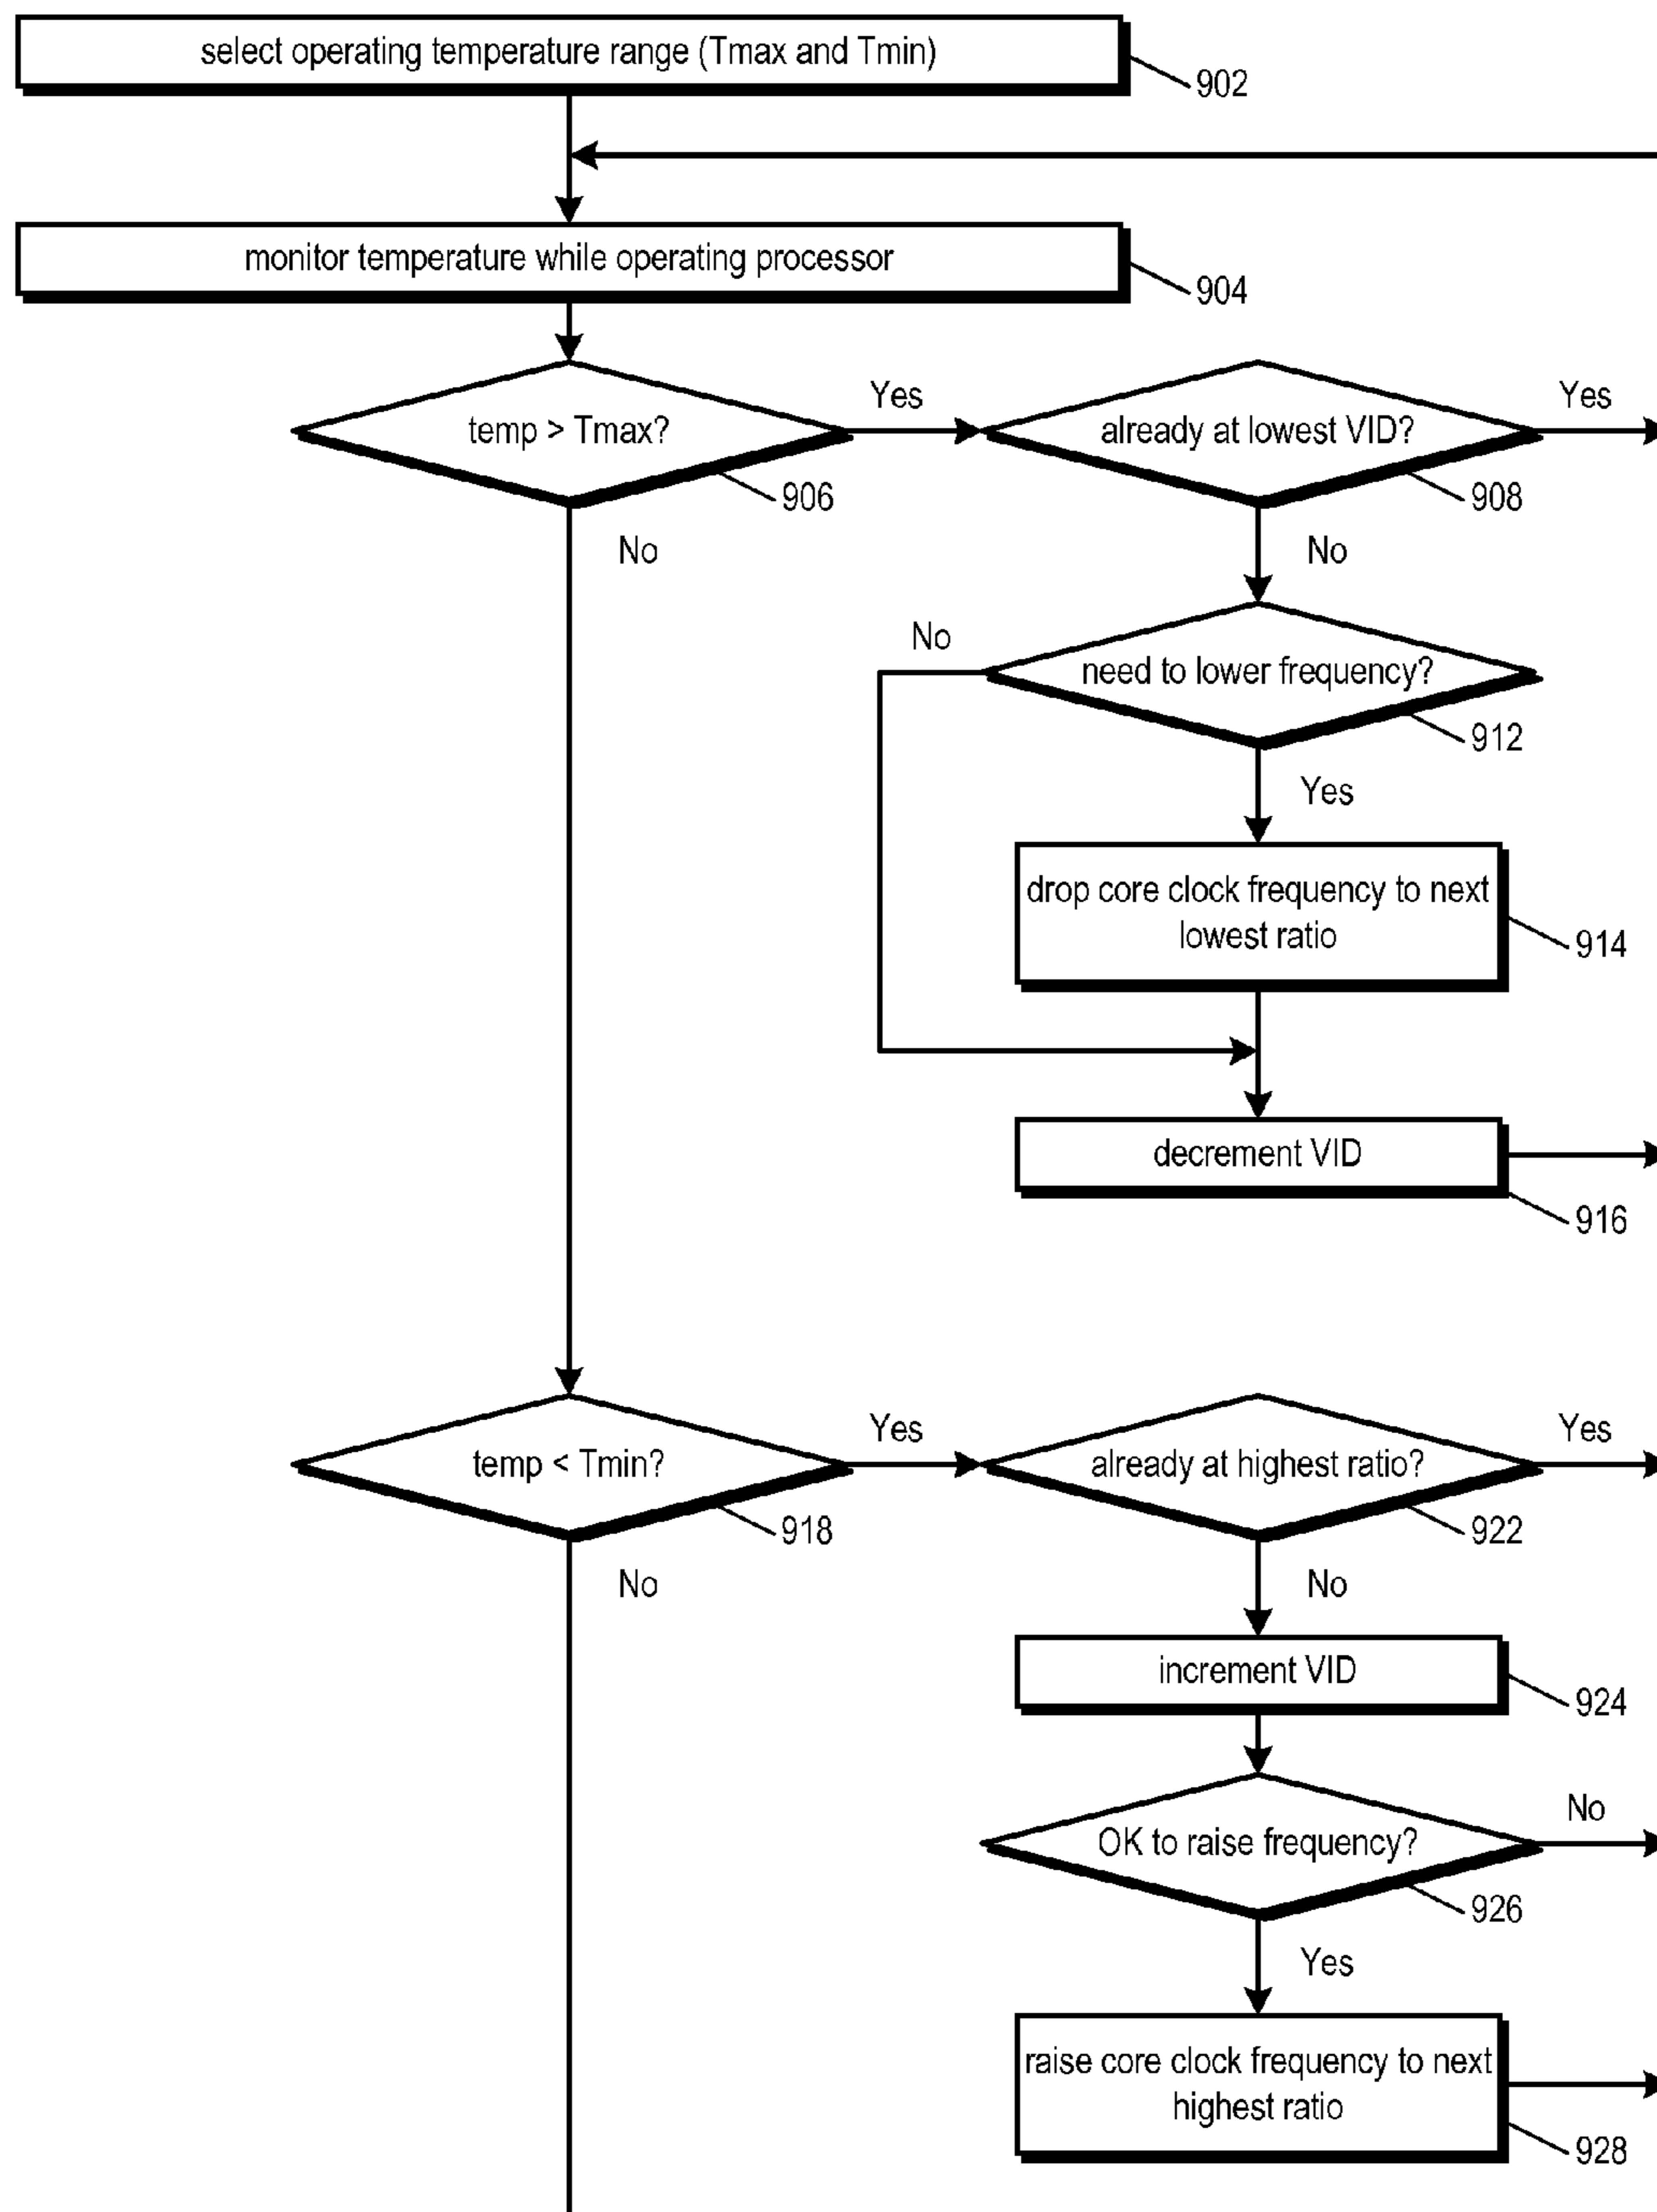 select operating temperature range (Tmax and Tmin)
902
monitor temperature while operating processor
904
temp > Tmax?
906
Yes
already at lowest VID?
908
Yes
No
No
No
need to lower frequency?
912
Yes
drop core clock frequency to next
lowest ratio
914
decrement VID
916
temp < Tmin?
918
Yes
already at highest ratio?
922
Yes
No
No
increment VID
924
OK to raise frequency?
926
No
Yes
raise core clock frequency to next
highest ratio
928